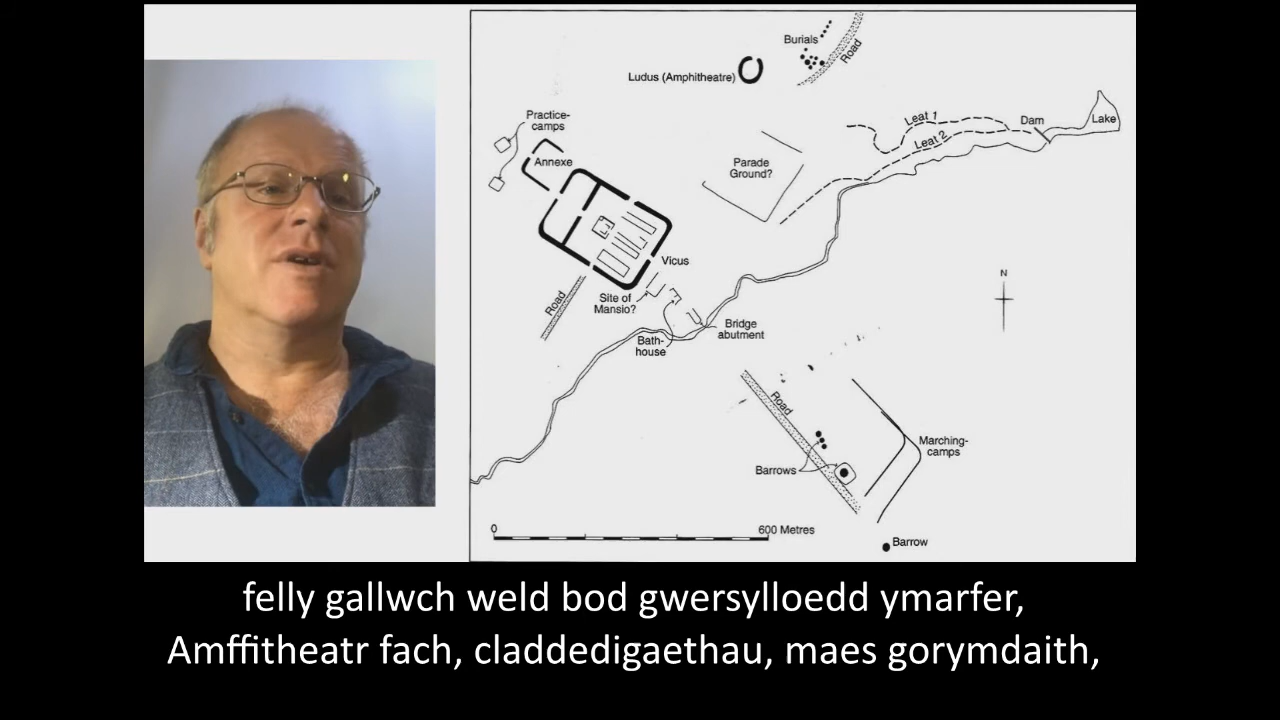 Burials
Road
Ludus (Amphitheatre)
Practice-
camps
Annexe
Leat 1
Leat 2
Dam
Lake
Parade
Ground?
Vicus
Road
Site of
Mansio?
Bath-
house
Bridge
abutment
N
Road
Marching-
camps
Barrows
0
600 Metres
Barrow
felly gallwch weld bod gwersylloedd ymarfer,
Amffitheatr fach, claddedigaethau, maes gorymdaith,